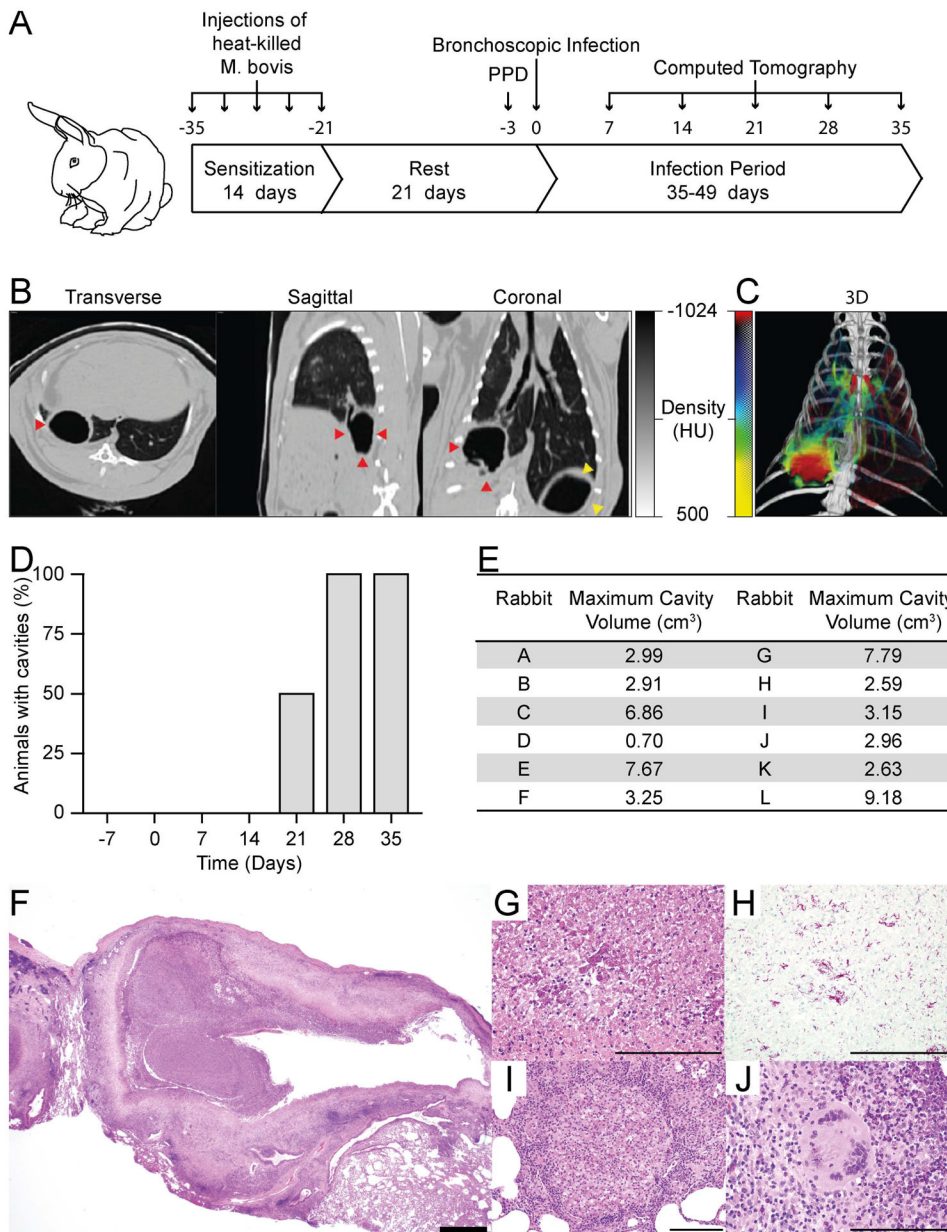 A
Injections of
heat-killed
M. bovis
Bronchoscopic Infection
PPD
Computed Tomography
-35 -21 -3 0 7 14 21 28 35
Sensitization
14 days
Rest
21 days
Infection Period
35-49 days
B
Transverse Sagittal Coronal
-1024
Density
(HU)
500
C
3D
D
Animals with cavities (%)
100
75
50
25
0
-7 0 7 14 21 28 35
Time (Days)
E
Rabbit Maximum Cavity Rabbit Maximum Cavity
Volume (cm³) Volume (cm³)
A 2.99 G 7.79
B 2.91 H 2.59
C 6.86 I 3.15
D 0.70 J 2.96
E 7.67 K 2.63
F 3.25 L 9.18
F
G
H
I
J